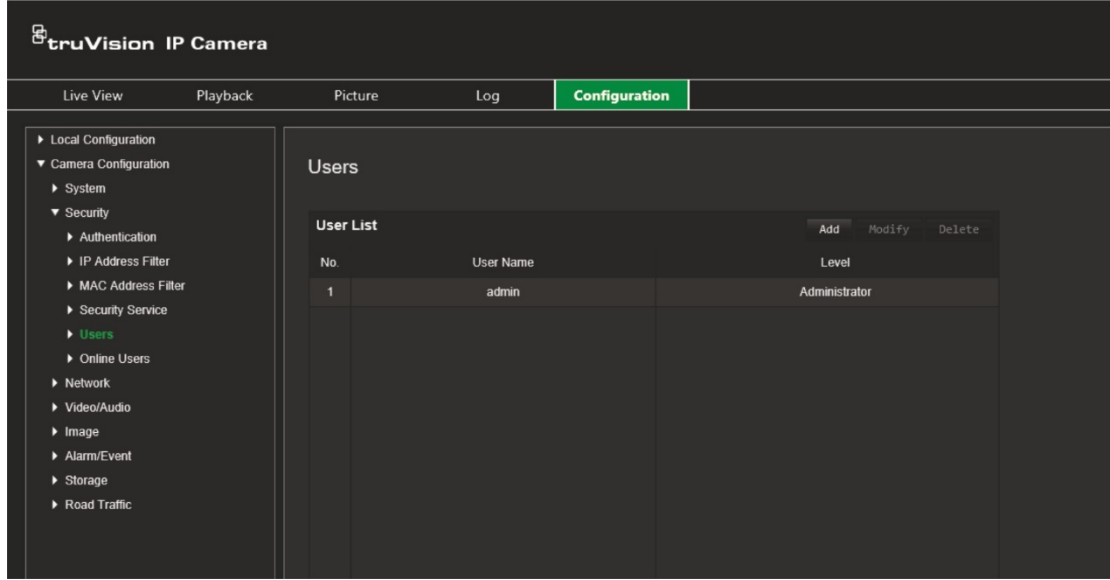 truVision IP Camera
Live View Playback Picture Log Configuration
Local Configuration
Camera Configuration
System
Security
Authentication
IP Address Filter
MAC Address Filter
Security Service
Users
Online Users
Network
Video/Audio
Image
Alarm/Event
Storage
Road Traffic
Users
User List Add Modify Delete
No. User Name Level
1 admin Administrator